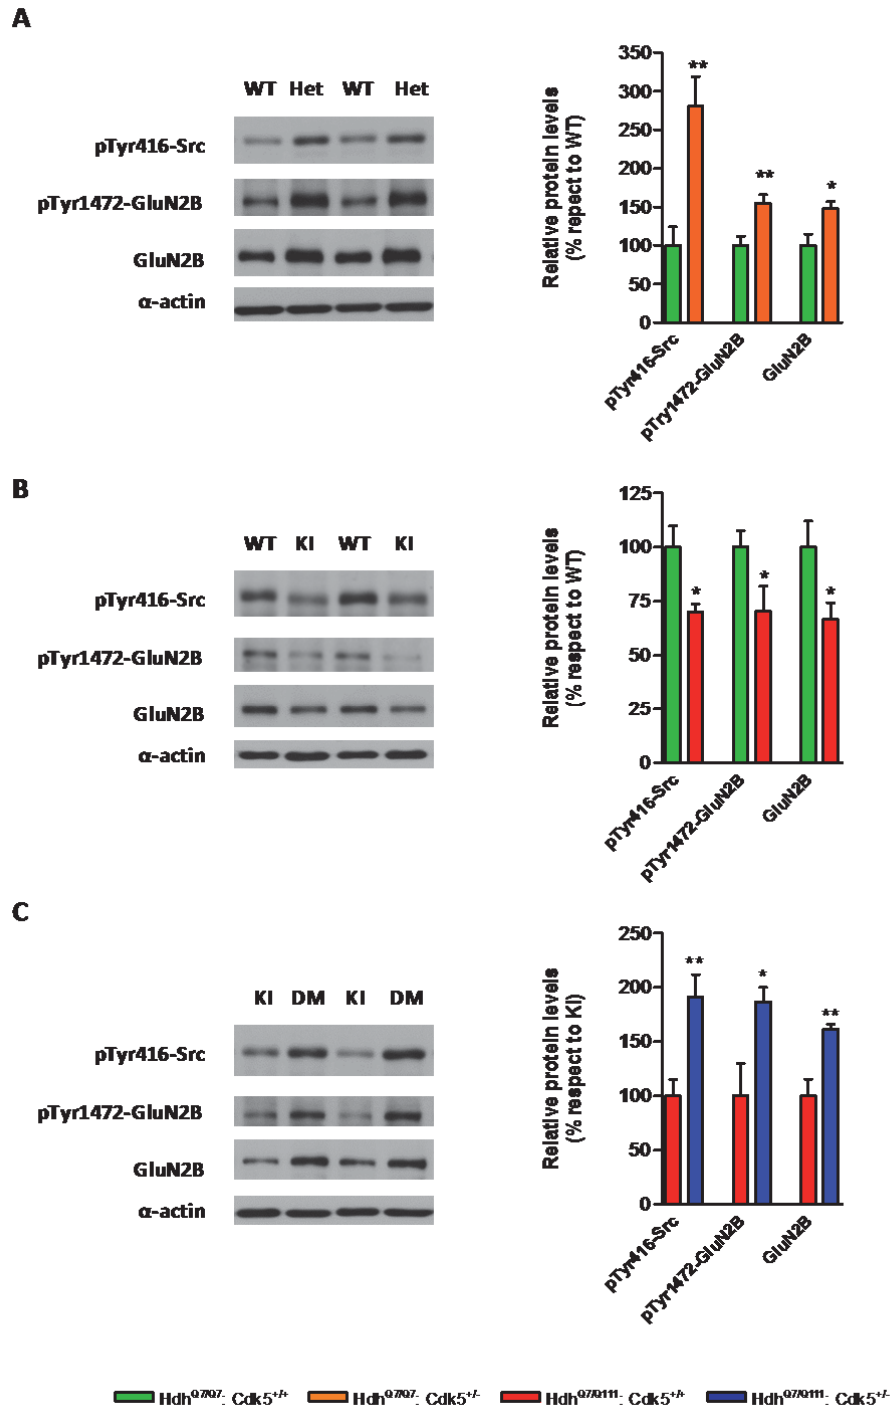 A
WT Het WT Het
pTyr416-Src
pTyr1472-GluN2B
GluN2B
α-actin
Relative protein levels
(% repect to WT)
350
300
250
200
150
100
50
0
**
**
*
pTyr416-Src
pTry1472-GluN2B
GluN2B
B
WT KI WT KI
pTyr416-Src
pTyr1472-GluN2B
GluN2B
α-actin
Relative protein levels
(% respect to WT)
125
100
75
50
25
0
*
*
*
pTyr416-Src
pTyr1472-GluN2B
GluN2B
C
KI DM KI DM
pTyr416-Src
pTyr1472-GluN2B
GluN2B
α-actin
Relative protein levels
(% respect to KI)
250
200
150
100
50
0
**
*
**
pTyr416-Src
pTyr1472-GluN2B
GluN2B
Hdh^Q7/Q7; Cdk5^+/+ Hdh^Q7/Q7; Cdk5^+/- Hdh^Q7/Q111; Cdk5^+/+ Hdh^Q7/Q111; Cdk5^+/-